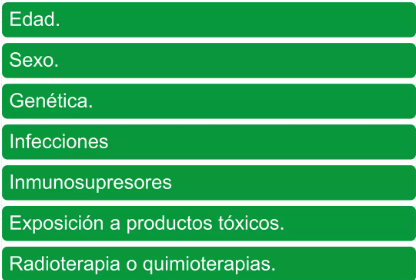 Edad.
Sexo.
Genética.
Infecciones
Inmunosupresores
Exposición a productos tóxicos.
Radioterapia o quimioterapias.